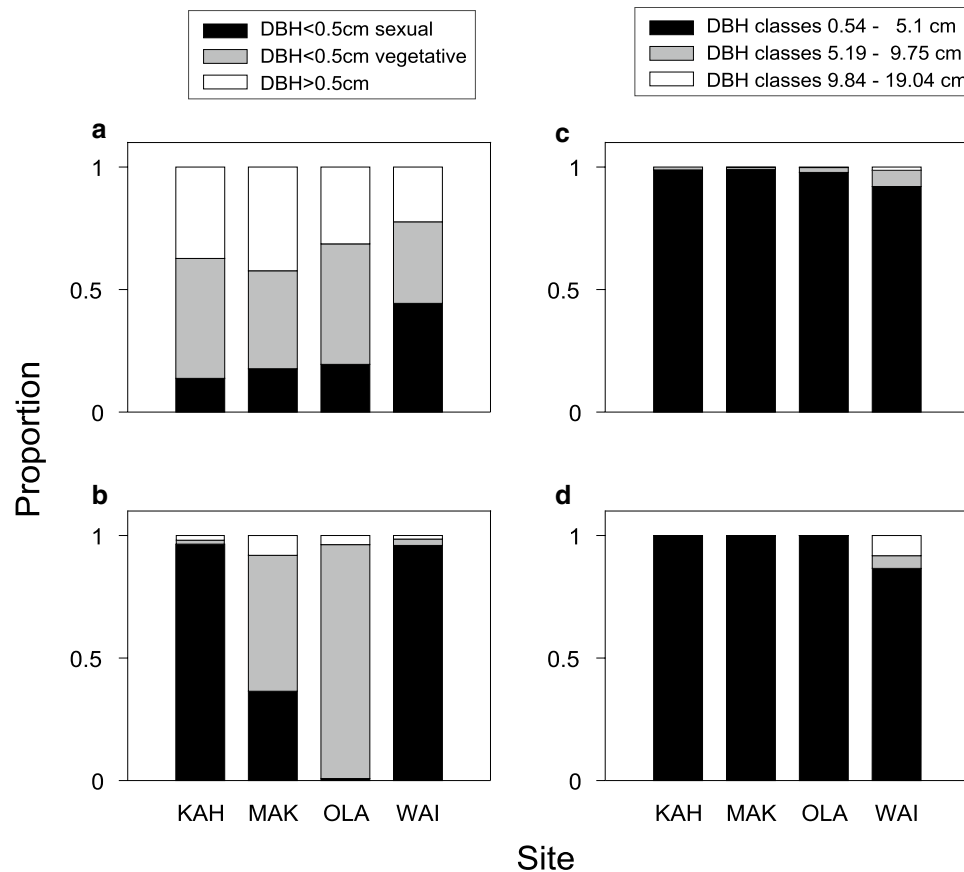 DBH<0.5cm sexual
DBH<0.5cm vegetative
DBH>0.5cm
DBH classes 0.54 - 5.1 cm
DBH classes 5.19 - 9.75 cm
DBH classes 9.84 - 19.04 cm
a
c
1
0.5
0
1
0.5
0
Proportion
b
d
1
0.5
0
1
0.5
0
KAH MAK OLA WAI
KAH MAK OLA WAI
Site